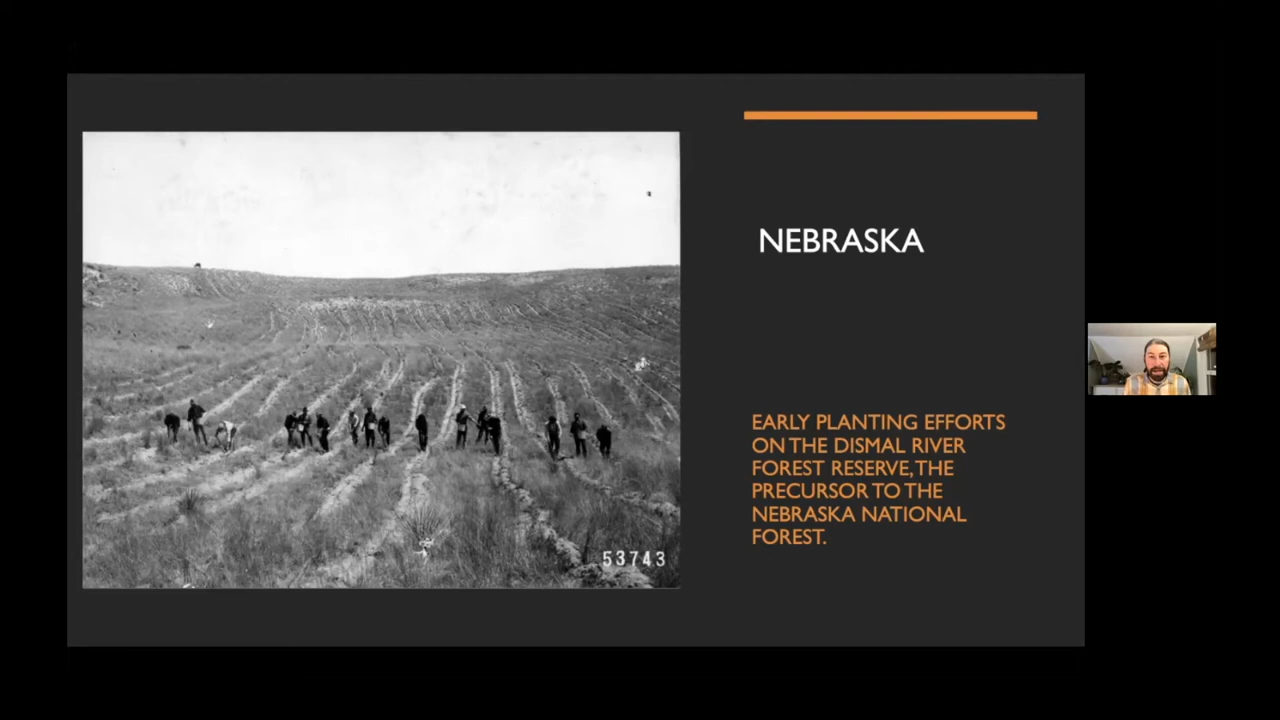 NEBRASKA
EARLY PLANTING EFFORTS
ON THE DISMAL RIVER
FOREST RESERVE, THE
PRECURSOR TO THE
NEBRASKA NATIONAL
FOREST.
53743